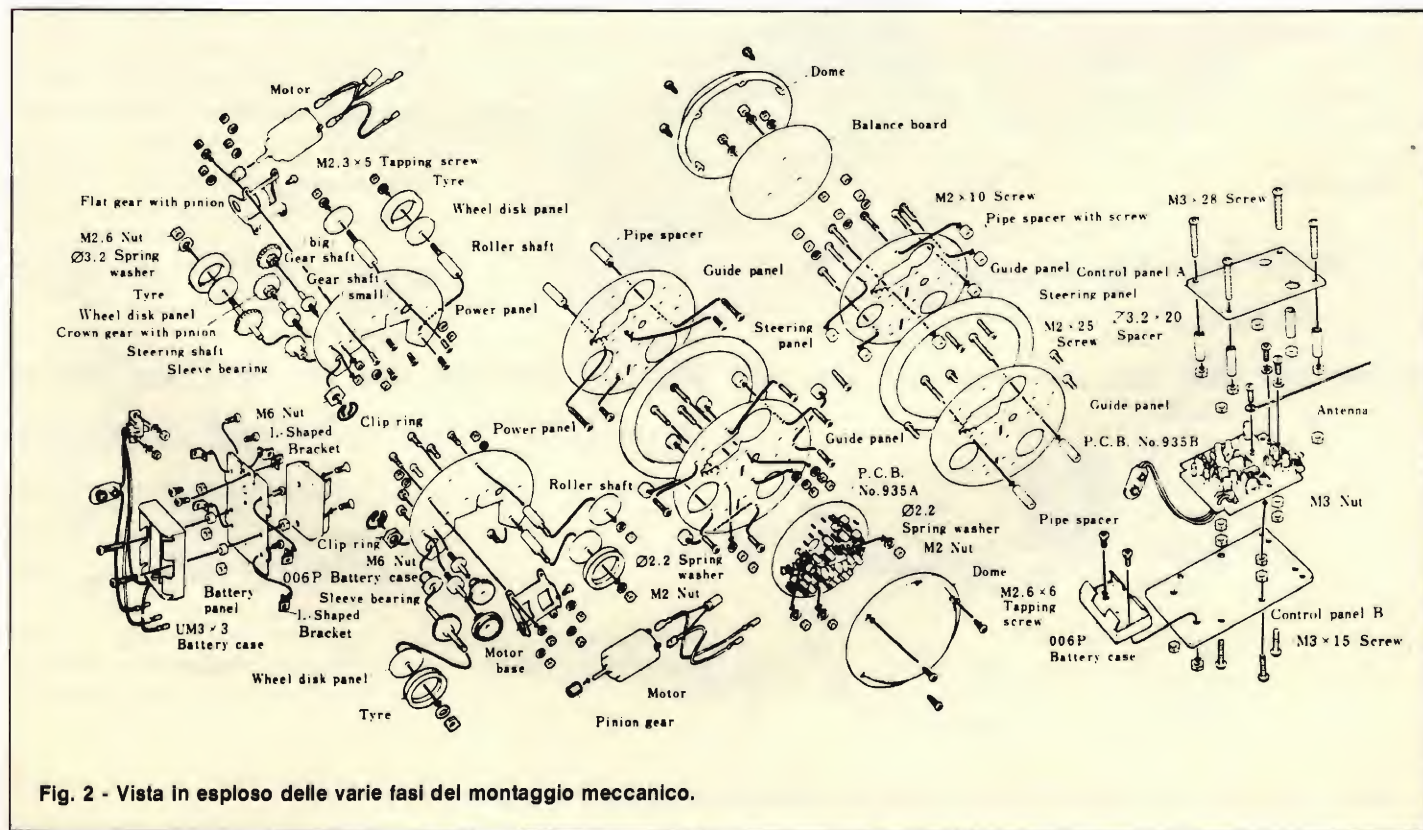 Motor
Dome
Balance board
M2.3 × 5 Tapping screw
Tyre
Flat gear with pinion
Wheel disk panel
M2.6 Nut
Ø3.2 Spring
washer
(big)
Gear shaft
Roller shaft
Gear shaft
(small)
Tyre
Wheel disk panel
Crown gear with pinion
Steering shaft
Sleeve bearing
Power panel
Pipe spacer
Guide panel
M2 × 10 Screw
Pipe spacer with screw
M3 × 28 Screw
Guide panel
Control panel A
Steering panel
Ø3.2 × 20
Spacer
Steering
panel
M2 × 25
Screw
M6 Nut
L-Shaped
Bracket
Clip ring
Power panel
Guide panel
Guide panel
Antenna
P.C.B. No.935B
Roller shaft
P.C.B.
No.935A
Ø2.2
Spring washer
M2 Nut
Pipe spacer
M3 Nut
Clip ring
M6 Nut
006P Battery case
Sleeve bearing
Battery
panel
UM3 × 3
Battery case
L-Shaped
Bracket
Ø2.2 Spring
washer
M2 Nut
Dome
M2.6 × 6
Tapping
screw
006P
Battery case
Control panel B
M3 × 15 Screw
Motor
base
Wheel disk panel
Tyre
Motor
Pinion gear
Fig. 2 - Vista in esploso delle varie fasi del montaggio meccanico.